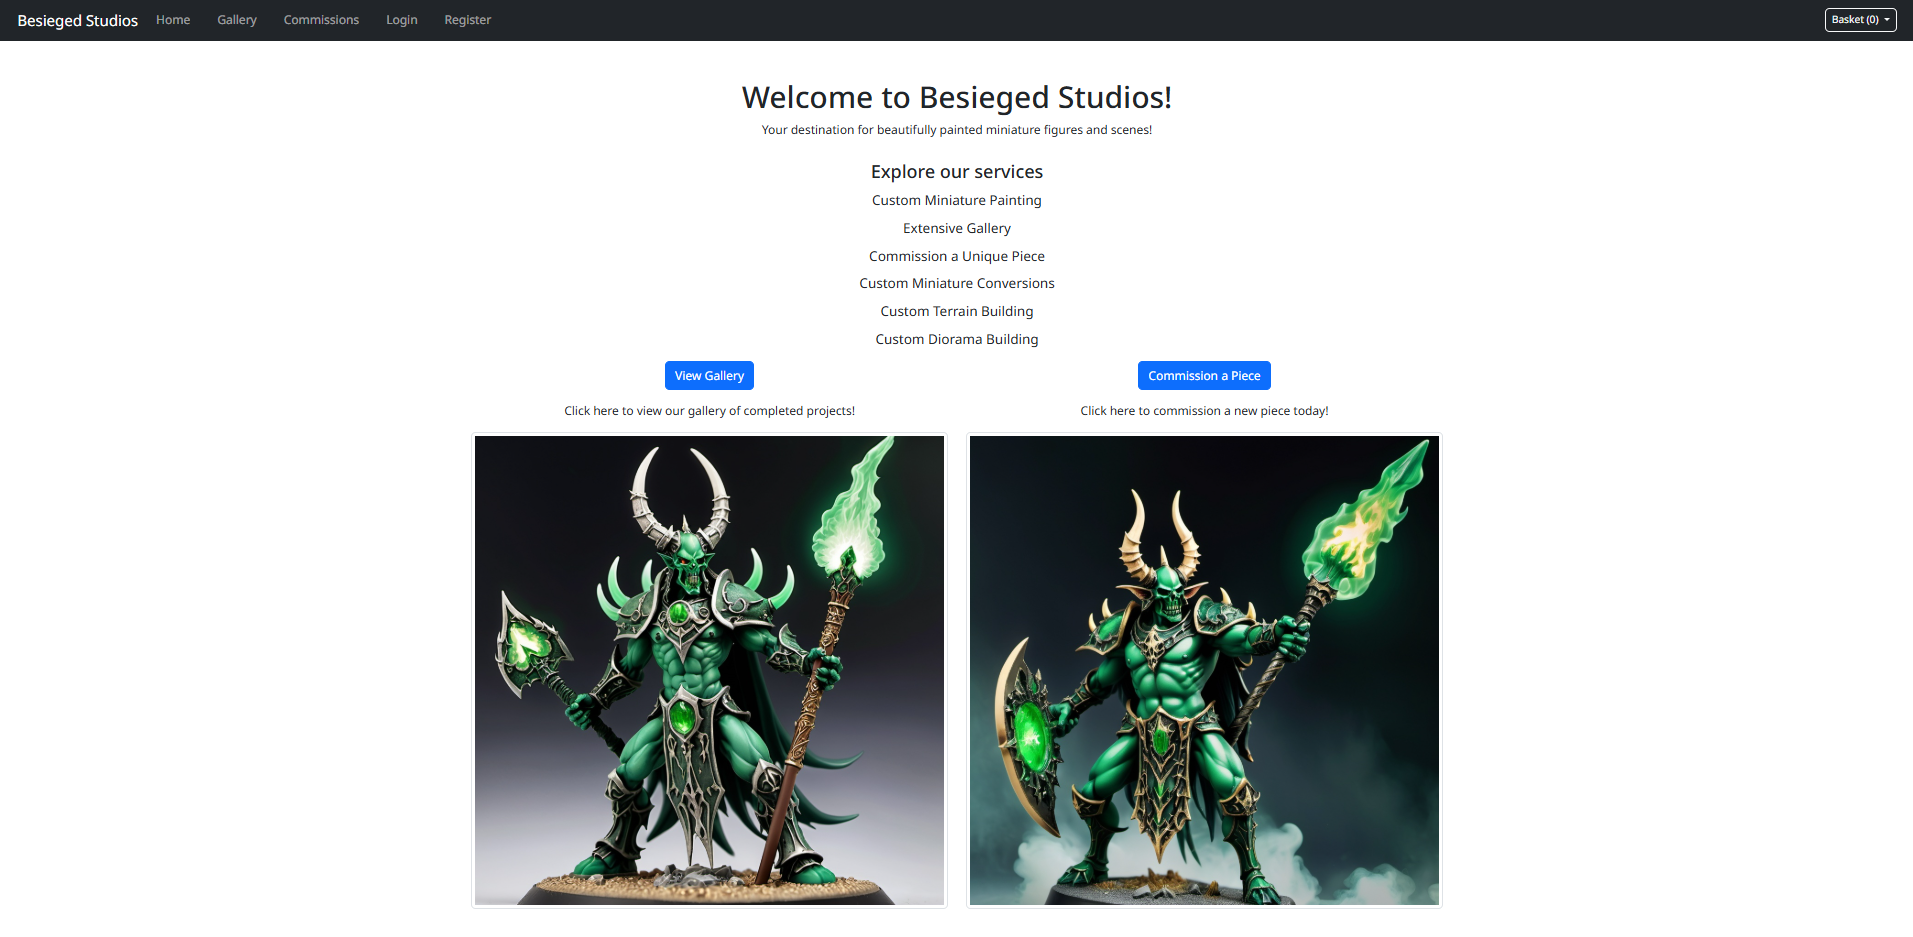 Besieged Studios Home Gallery Commissions Login Register Basket (0)
Welcome to Besieged Studios!
Your destination for beautifully painted miniature figures and scenes!
Explore our services
Custom Miniature Painting
Extensive Gallery
Commission a Unique Piece
Custom Miniature Conversions
Custom Terrain Building
Custom Diorama Building
View Gallery
Click here to view our gallery of completed projects!
Commission a Piece
Click here to commission a new piece today!